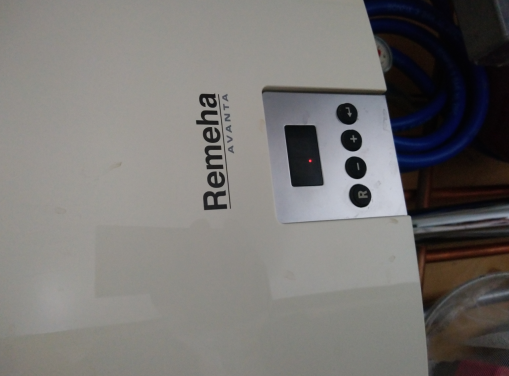 Remeha
AVANTA
R - + ↵